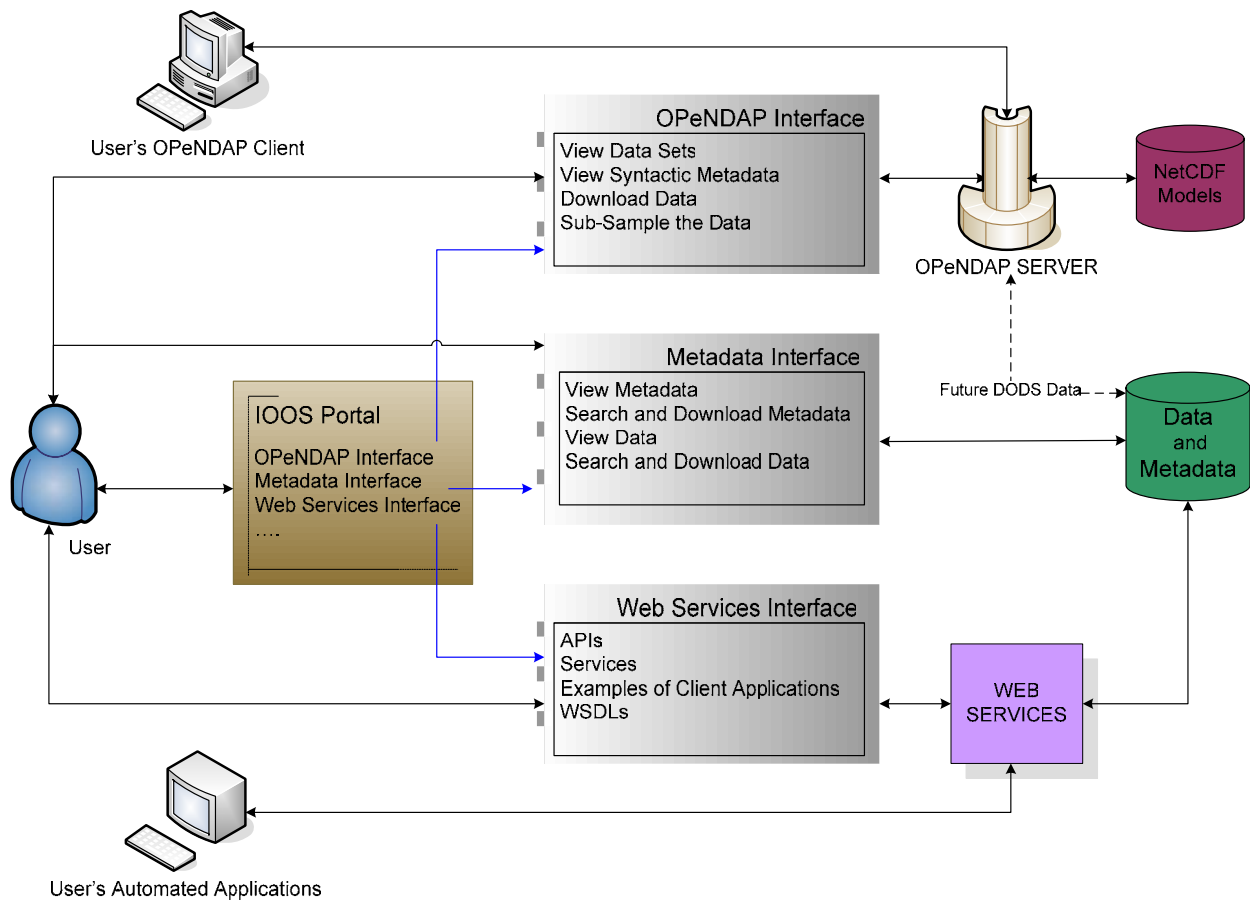 User's OPeNDAP Client
OPeNDAP Interface
View Data Sets
View Syntactic Metadata
Download Data
Sub-Sample the Data
OPeNDAP SERVER
NetCDF
Models
Metadata Interface
View Metadata
Search and Download Metadata
View Data
Search and Download Data
Future DODS Data
Data
and
Metadata
IOOS Portal
OPeNDAP Interface
Metadata Interface
Web Services Interface
....
User
Web Services Interface
APIs
Services
Examples of Client Applications
WSDLs
WEB
SERVICES
User's Automated Applications